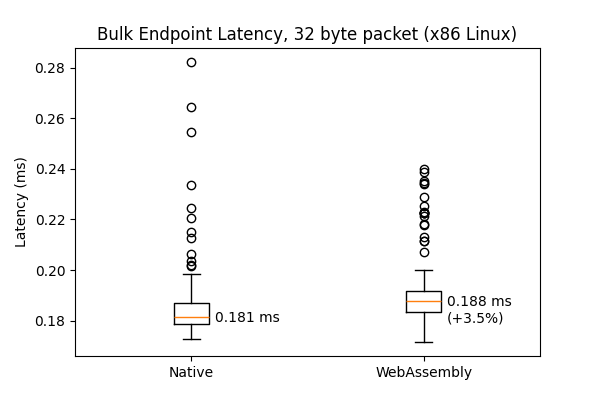 Bulk Endpoint Latency, 32 byte packet (x86 Linux)
Latency (ms)
0.28
0.26
0.24
0.22
0.20
0.18
0.181 ms
0.188 ms
(+3.5%)
Native
WebAssembly